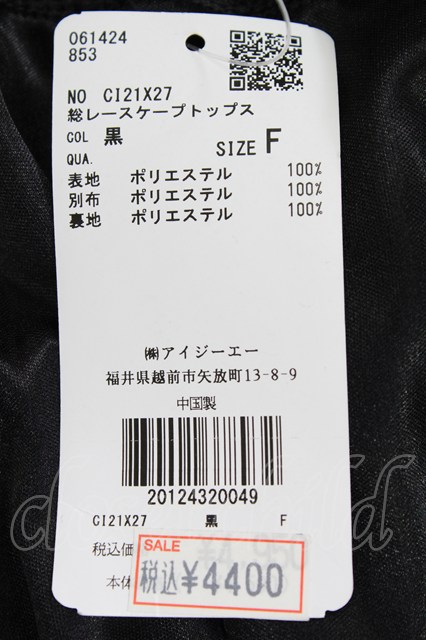 061424
853
NO CI21X27
総レースケープトップス
COL 黒
SIZE F
QUA.
表地 ポリエステル 100%
別布 ポリエステル 100%
裏地 ポリエステル 100%
㈱アイジーエー
福井県越前市矢放町13-8-9
中国製
20124320049
CI21X27 黒 F
税込価
SALE
税込¥4400
本体